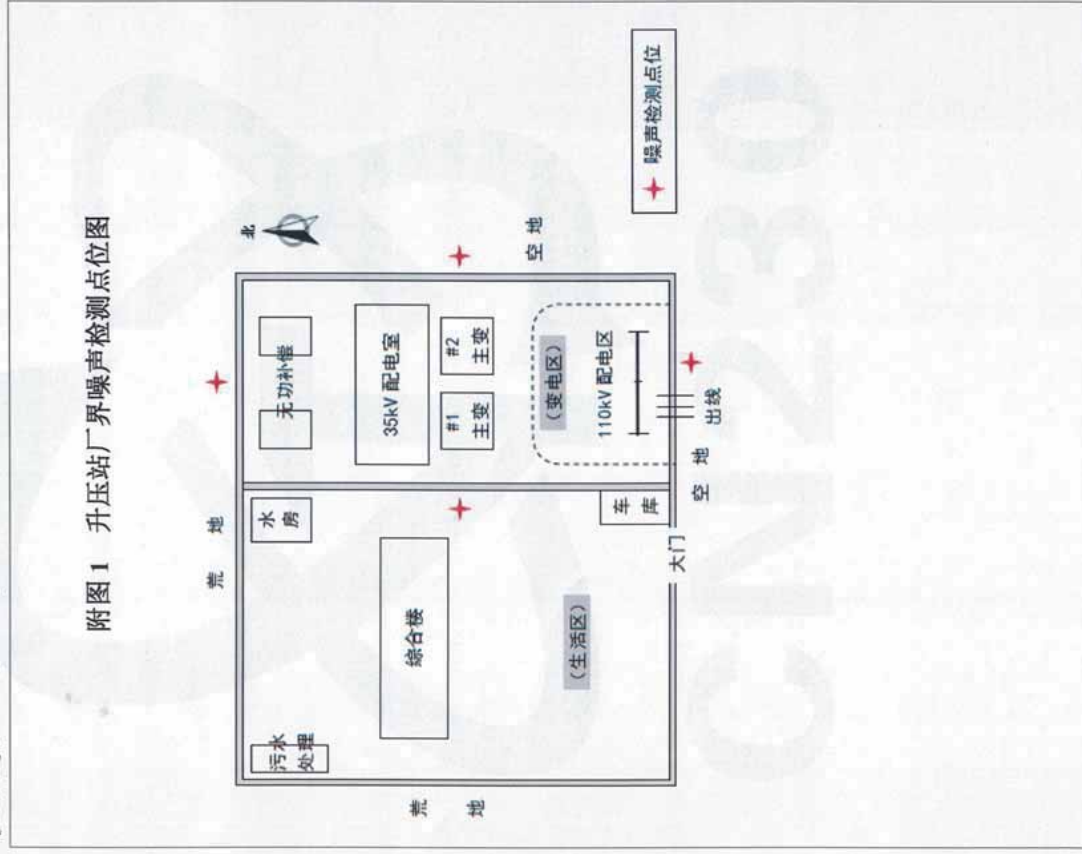 附图 1 升压站厂界噪声检测点位图
北
荒 地
污水
处理
水
房
无功补偿
综合楼
35kV 配电室
#1
主变
#2
主变
荒
地
空 地
（生活区）
（变电区）
110kV 配电区
车
库
大门
空 地
出线
噪声检测点位
CNZ230